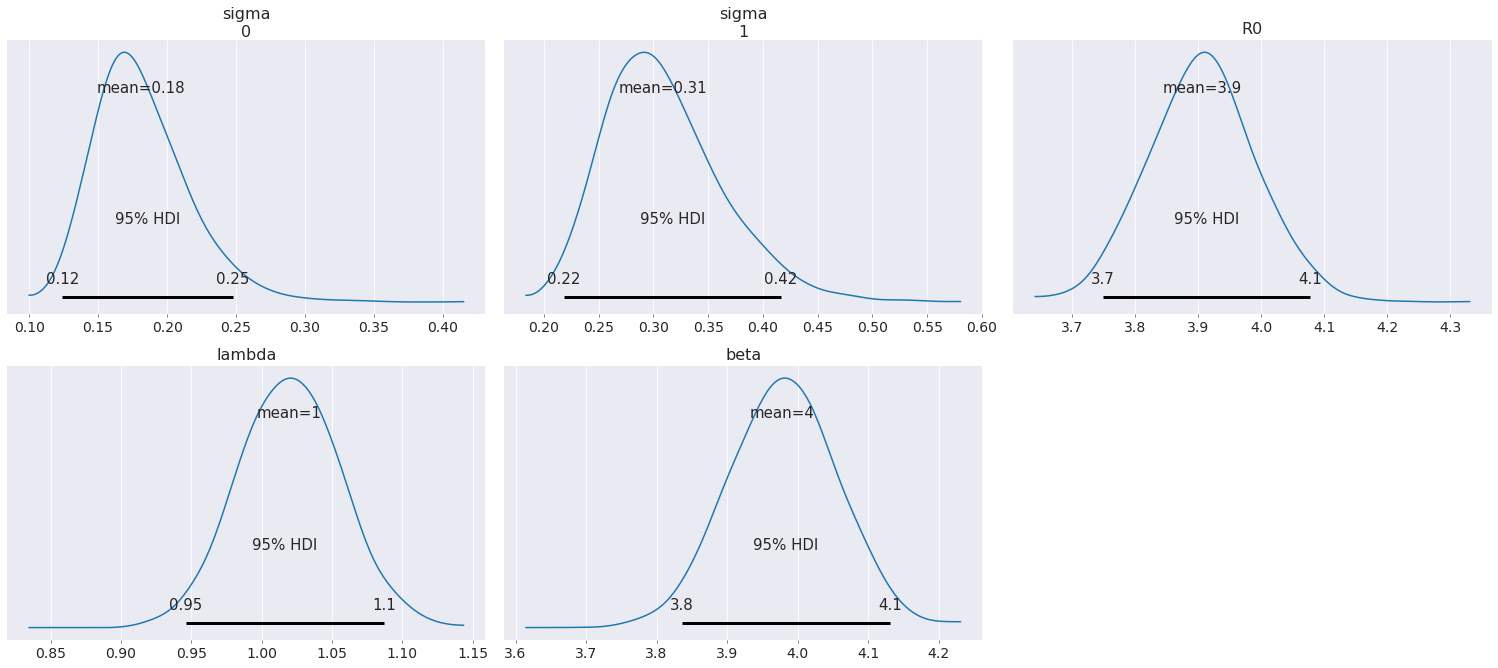 sigma
0
mean=0.18
95% HDI
0.12 0.25
0.10 0.15 0.20 0.25 0.30 0.35 0.40
sigma
1
mean=0.31
95% HDI
0.22 0.42
0.20 0.25 0.30 0.35 0.40 0.45 0.50 0.55 0.60
R0
mean=3.9
95% HDI
3.7 4.1
3.7 3.8 3.9 4.0 4.1 4.2 4.3
lambda
mean=1
95% HDI
0.95 1.1
0.85 0.90 0.95 1.00 1.05 1.10 1.15
beta
mean=4
95% HDI
3.8 4.1
3.6 3.7 3.8 3.9 4.0 4.1 4.2